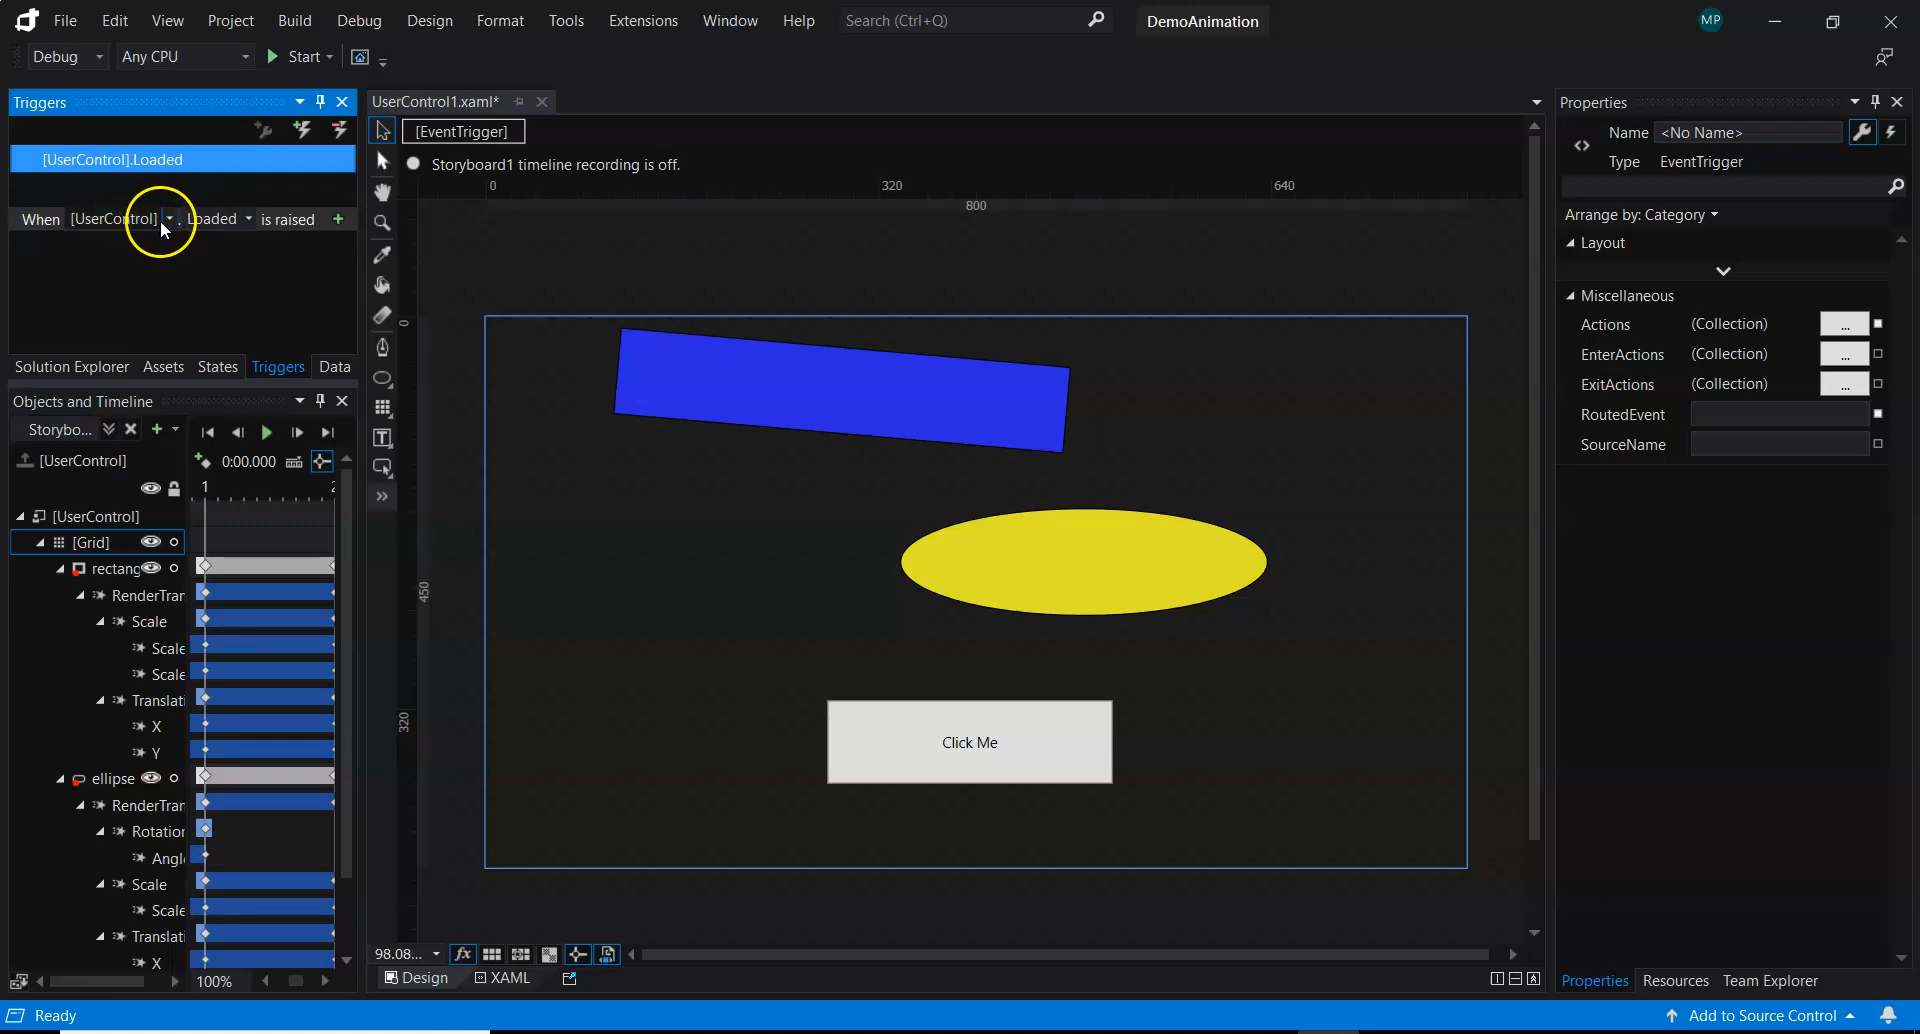 File Edit View Project Build Debug Design Format Tools Extensions Window Help Search (Ctrl+Q) DemoAnimation MP
Debug Any CPU Start
Triggers
[UserControl].Loaded
When [UserControl] . Loaded is raised
Solution Explorer Assets States Triggers Data
Objects and Timeline
Storybo...
[UserControl] 0:00.000
1 2
[UserControl]
[Grid]
rectang
RenderTran
Scale
Scale
Scale
Translati
X
Y
ellipse
RenderTran
Rotation
Angl
Scale
Scale
Translati
X
100%
UserControl1.xaml*
[EventTrigger]
Storyboard1 timeline recording is off.
0 320 640
800
0
450
320
Click Me
98.08...
fx
Design XAML
Properties
Name <No Name>
Type EventTrigger
Arrange by: Category
Layout
Miscellaneous
Actions (Collection) ...
EnterActions (Collection) ...
ExitActions (Collection) ...
RoutedEvent
SourceName
Properties Resources Team Explorer
Ready Add to Source Control